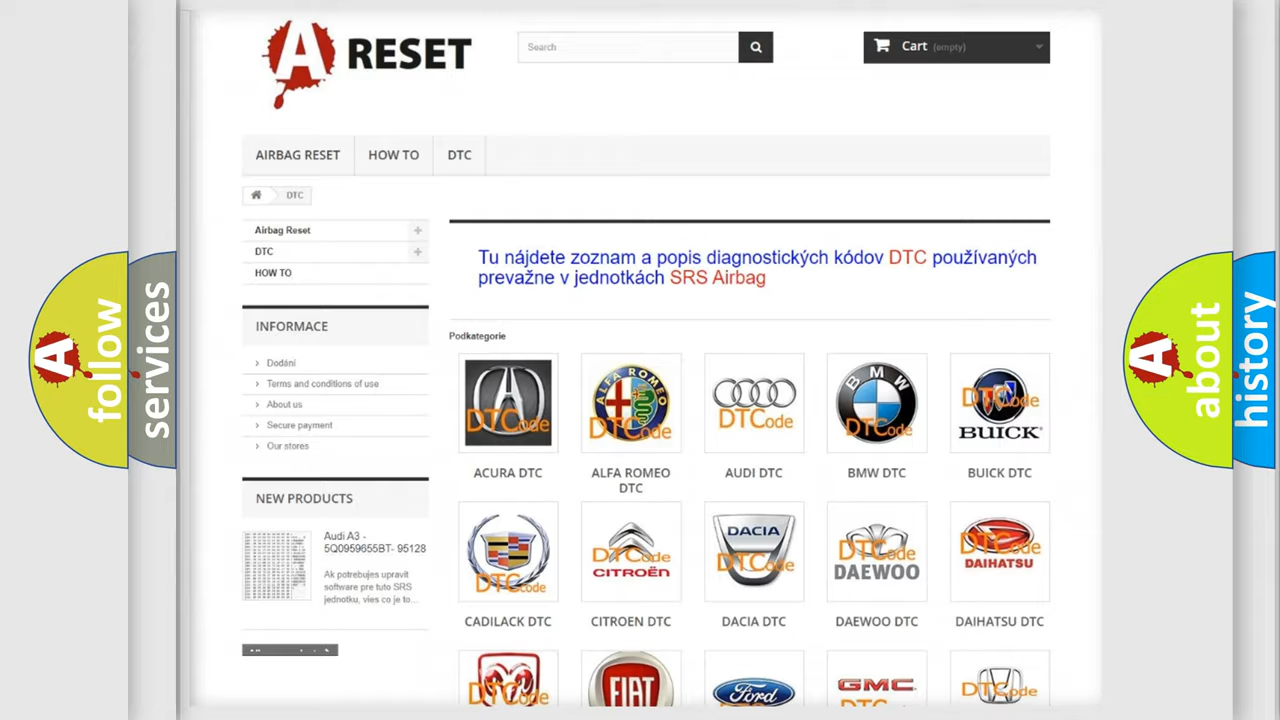 A RESET
Search
Cart (empty)
AIRBAG RESET
HOW TO
DTC
DTC
Airbag Reset
DTC
HOW TO
INFORMACE
Dodání
Terms and conditions of use
About us
Secure payment
Our stores
NEW PRODUCTS
Audi A3 -
5Q0959655BT- 95128
Ak potrebujes upravit
software pre tuto SRS
jednotku, vies co je to...
Tu nájdete zoznam a popis diagnostických kódov DTC používaných
prevažne v jednotkách SRS Airbag
Podkategorie
DTCode
ACURA DTC
ALFA ROMEO
DTCode
ALFA ROMEO
DTC
DTCode
AUDI DTC
BMW
DTCode
BMW DTC
DTCode
BUICK
BUICK DTC
DTCode
CADILACK DTC
DTCode
CITROËN
CITROEN DTC
DACIA
DTCode
DACIA DTC
DTCode
DAEWOO
DAEWOO DTC
DTCode
DAIHATSU
DAIHATSU DTC
DTCode
FIAT
Ford
GMC
DTCode
A follow
services
A about
history